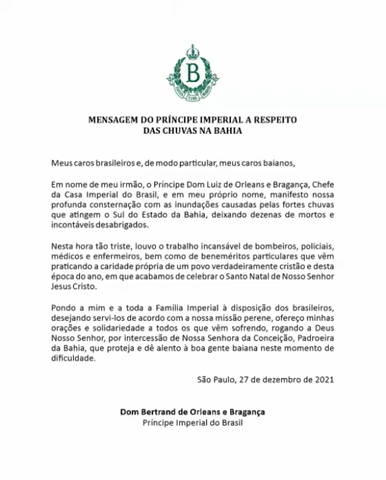 B
MENSAGEM DO PRÍNCIPE IMPERIAL A RESPEITO
DAS CHUVAS NA BAHIA
Meus caros brasileiros e, de modo particular, meus caros baianos,
Em nome de meu irmão, o Príncipe Dom Luiz de Orleans e Bragança, Chefe
da Casa Imperial do Brasil, e em meu próprio nome, manifesto nossa
profunda consternação com as inundações causadas pelas fortes chuvas
que atingem o Sul do Estado da Bahia, deixando dezenas de mortos e
incontáveis desabrigados.
Nesta hora tão triste, louvo o trabalho incansável de bombeiros, policiais,
médicos e enfermeiros, bem como de beneméritos particulares que vêm
praticando a caridade própria de um povo verdadeiramente cristão e desta
época do ano, em que acabamos de celebrar o Santo Natal de Nosso Senhor
Jesus Cristo.
Pondo a mim e a toda a Família Imperial à disposição dos brasileiros,
desejando servi-los de acordo com a nossa missão perene, ofereço minhas
orações e solidariedade a todos os que vêm sofrendo, rogando a Deus
Nosso Senhor, por intercessão de Nossa Senhora da Conceição, Padroeira
da Bahia, que proteja e dê alento à boa gente baiana neste momento de
dificuldade.
São Paulo, 27 de dezembro de 2021
Dom Bertrand de Orleans e Bragança
Príncipe Imperial do Brasil